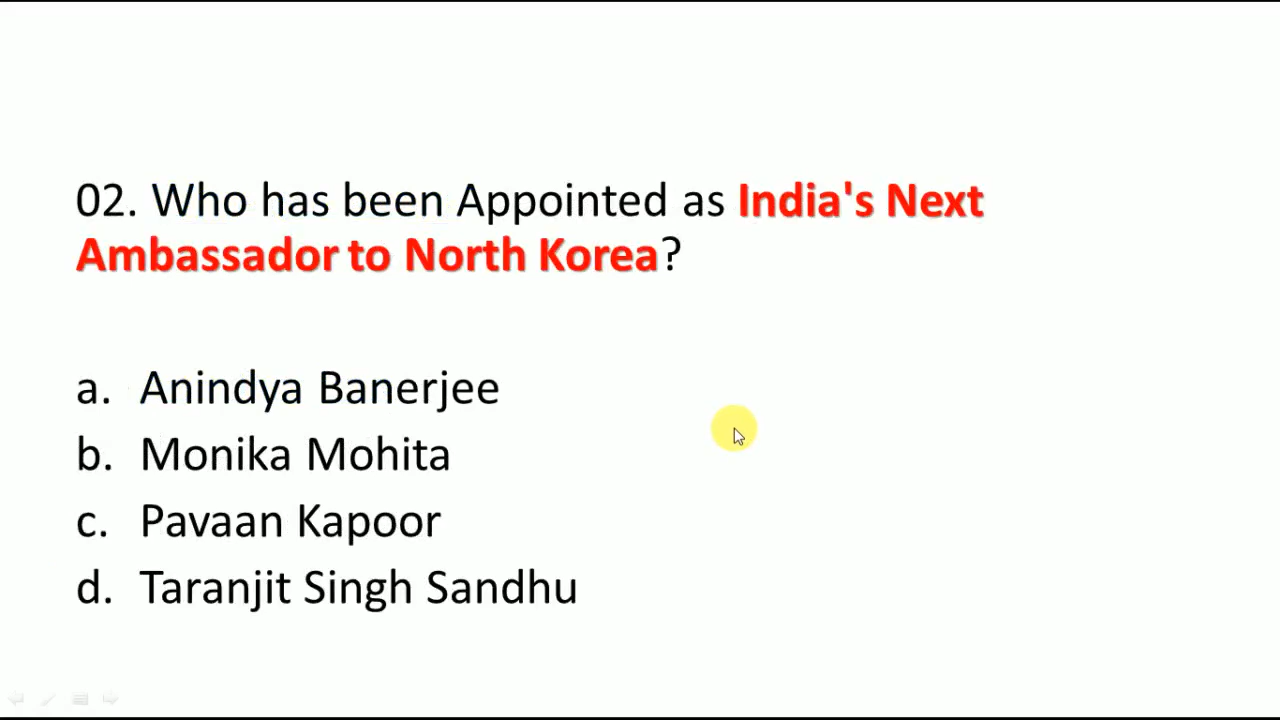 02. Who has been Appointed as India's Next
Ambassador to North Korea?
a. Anindya Banerjee
b. Monika Mohita
c. Pavaan Kapoor
d. Taranjit Singh Sandhu